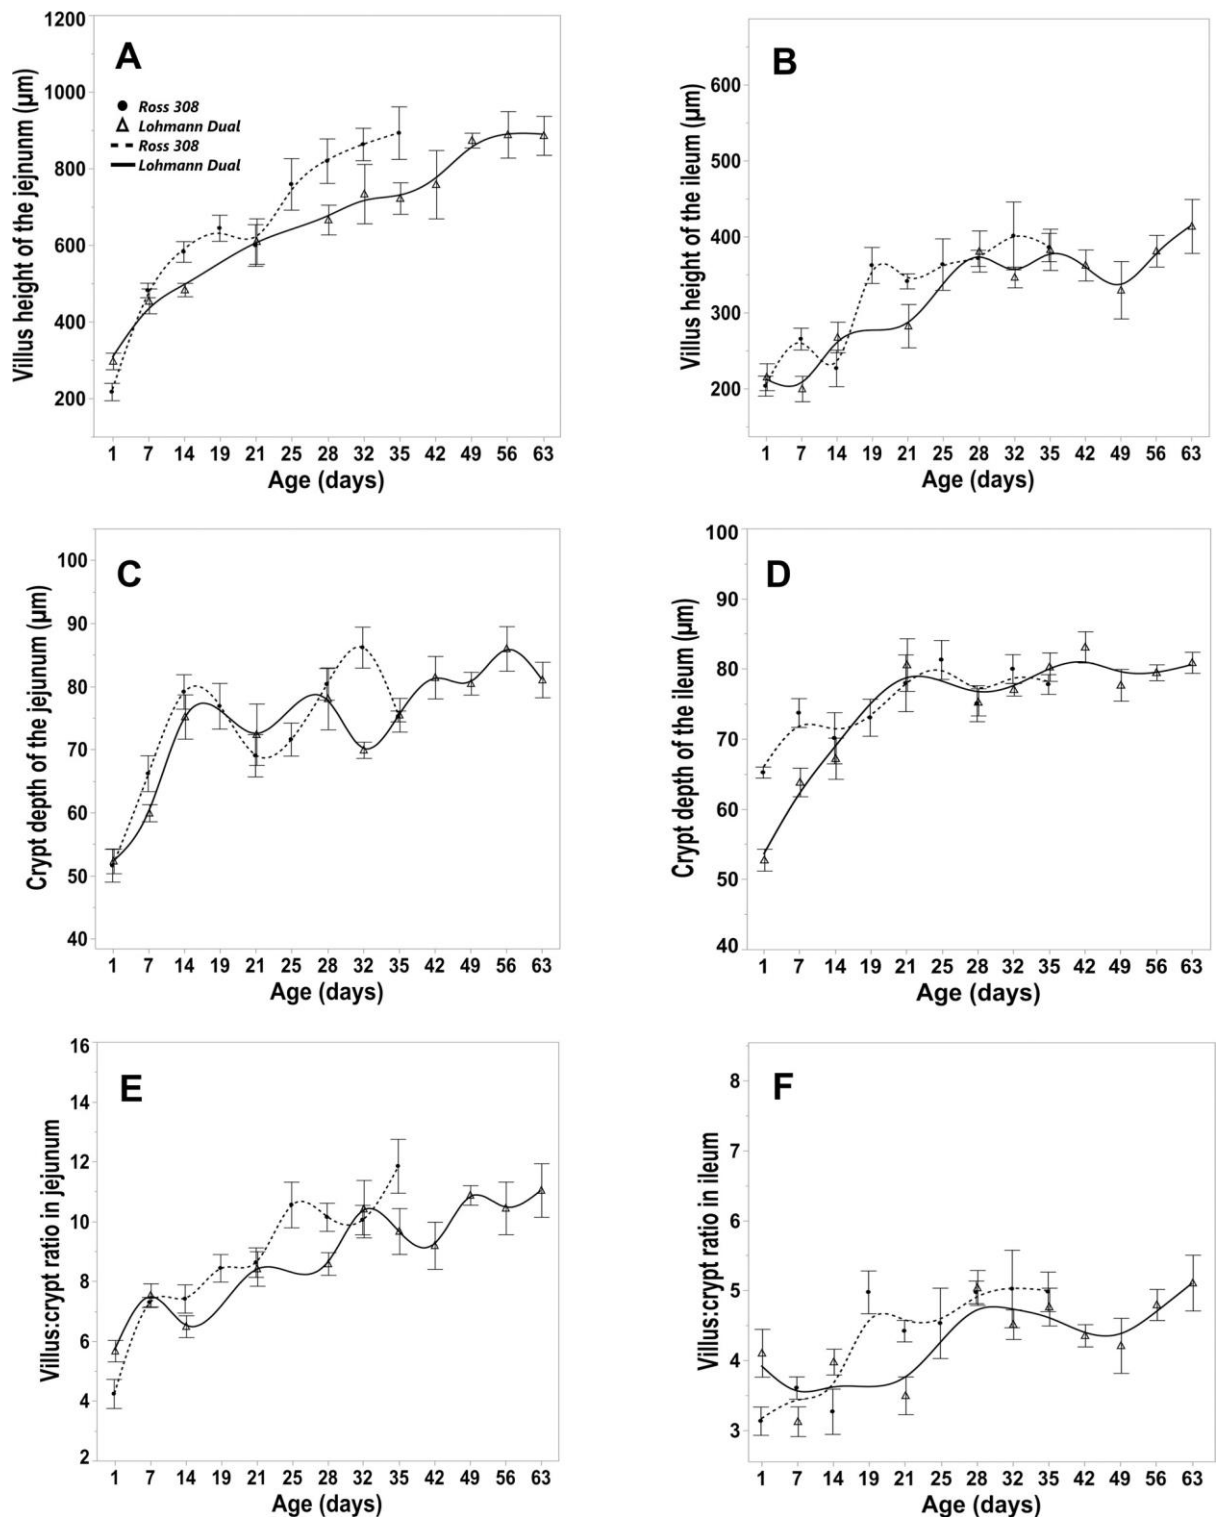 A
Villus height of the jejnunm (µm)
1200
1000
800
600
400
200
Ross 308
Lohmann Dual
Ross 308
Lohmann Dual
1 7 14 19 21 25 28 32 35 42 49 56 63
Age (days)
B
Villus height of the ileum (µm)
600
500
400
300
200
1 7 14 19 21 25 28 32 35 42 49 56 63
Age (days)
C
Crypt depth of the jejunum (µm)
100
90
80
70
60
50
40
1 7 14 19 21 25 28 32 35 42 49 56 63
Age (days)
D
Crypt depth of the ileum (µm)
100
90
80
70
60
50
40
1 7 14 19 21 25 28 32 35 42 49 56 63
Age (days)
E
Villus:crypt ratio in jejunum
16
14
12
10
8
6
4
2
1 7 14 19 21 25 28 32 35 42 49 56 63
Age (days)
F
Villus:crypt ratio in ileum
8
7
6
5
4
3
1 7 14 19 21 25 28 32 35 42 49 56 63
Age (days)